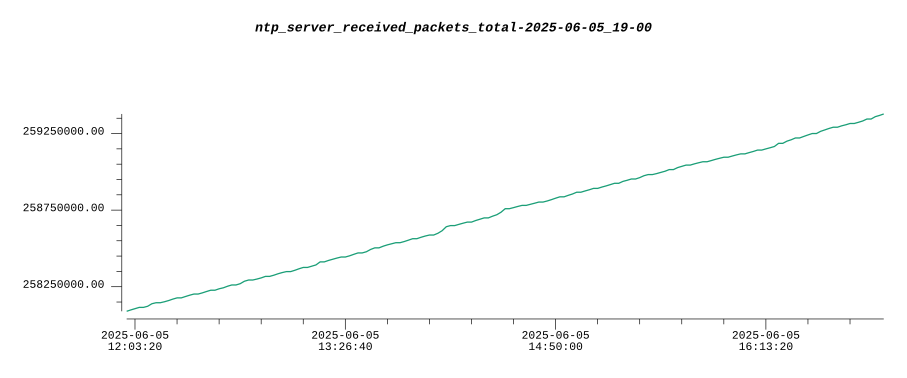 ntp_server_received_packets_total-2025-06-05_19-00
259250000.00
258750000.00
258250000.00
2025-06-05 2025-06-05 2025-06-05 2025-06-05
12:03:20 13:26:40 14:50:00 16:13:20